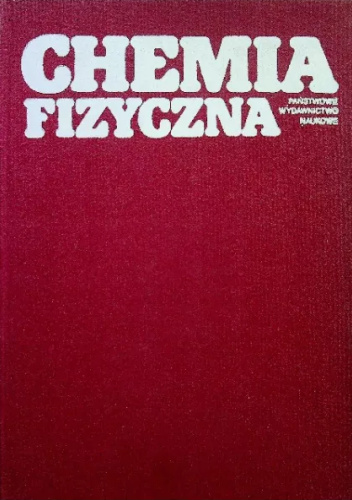 CHEMIA
FIZYCZNA
PAŃSTWOWE
WYDAWNICTWO
NAUKOWE